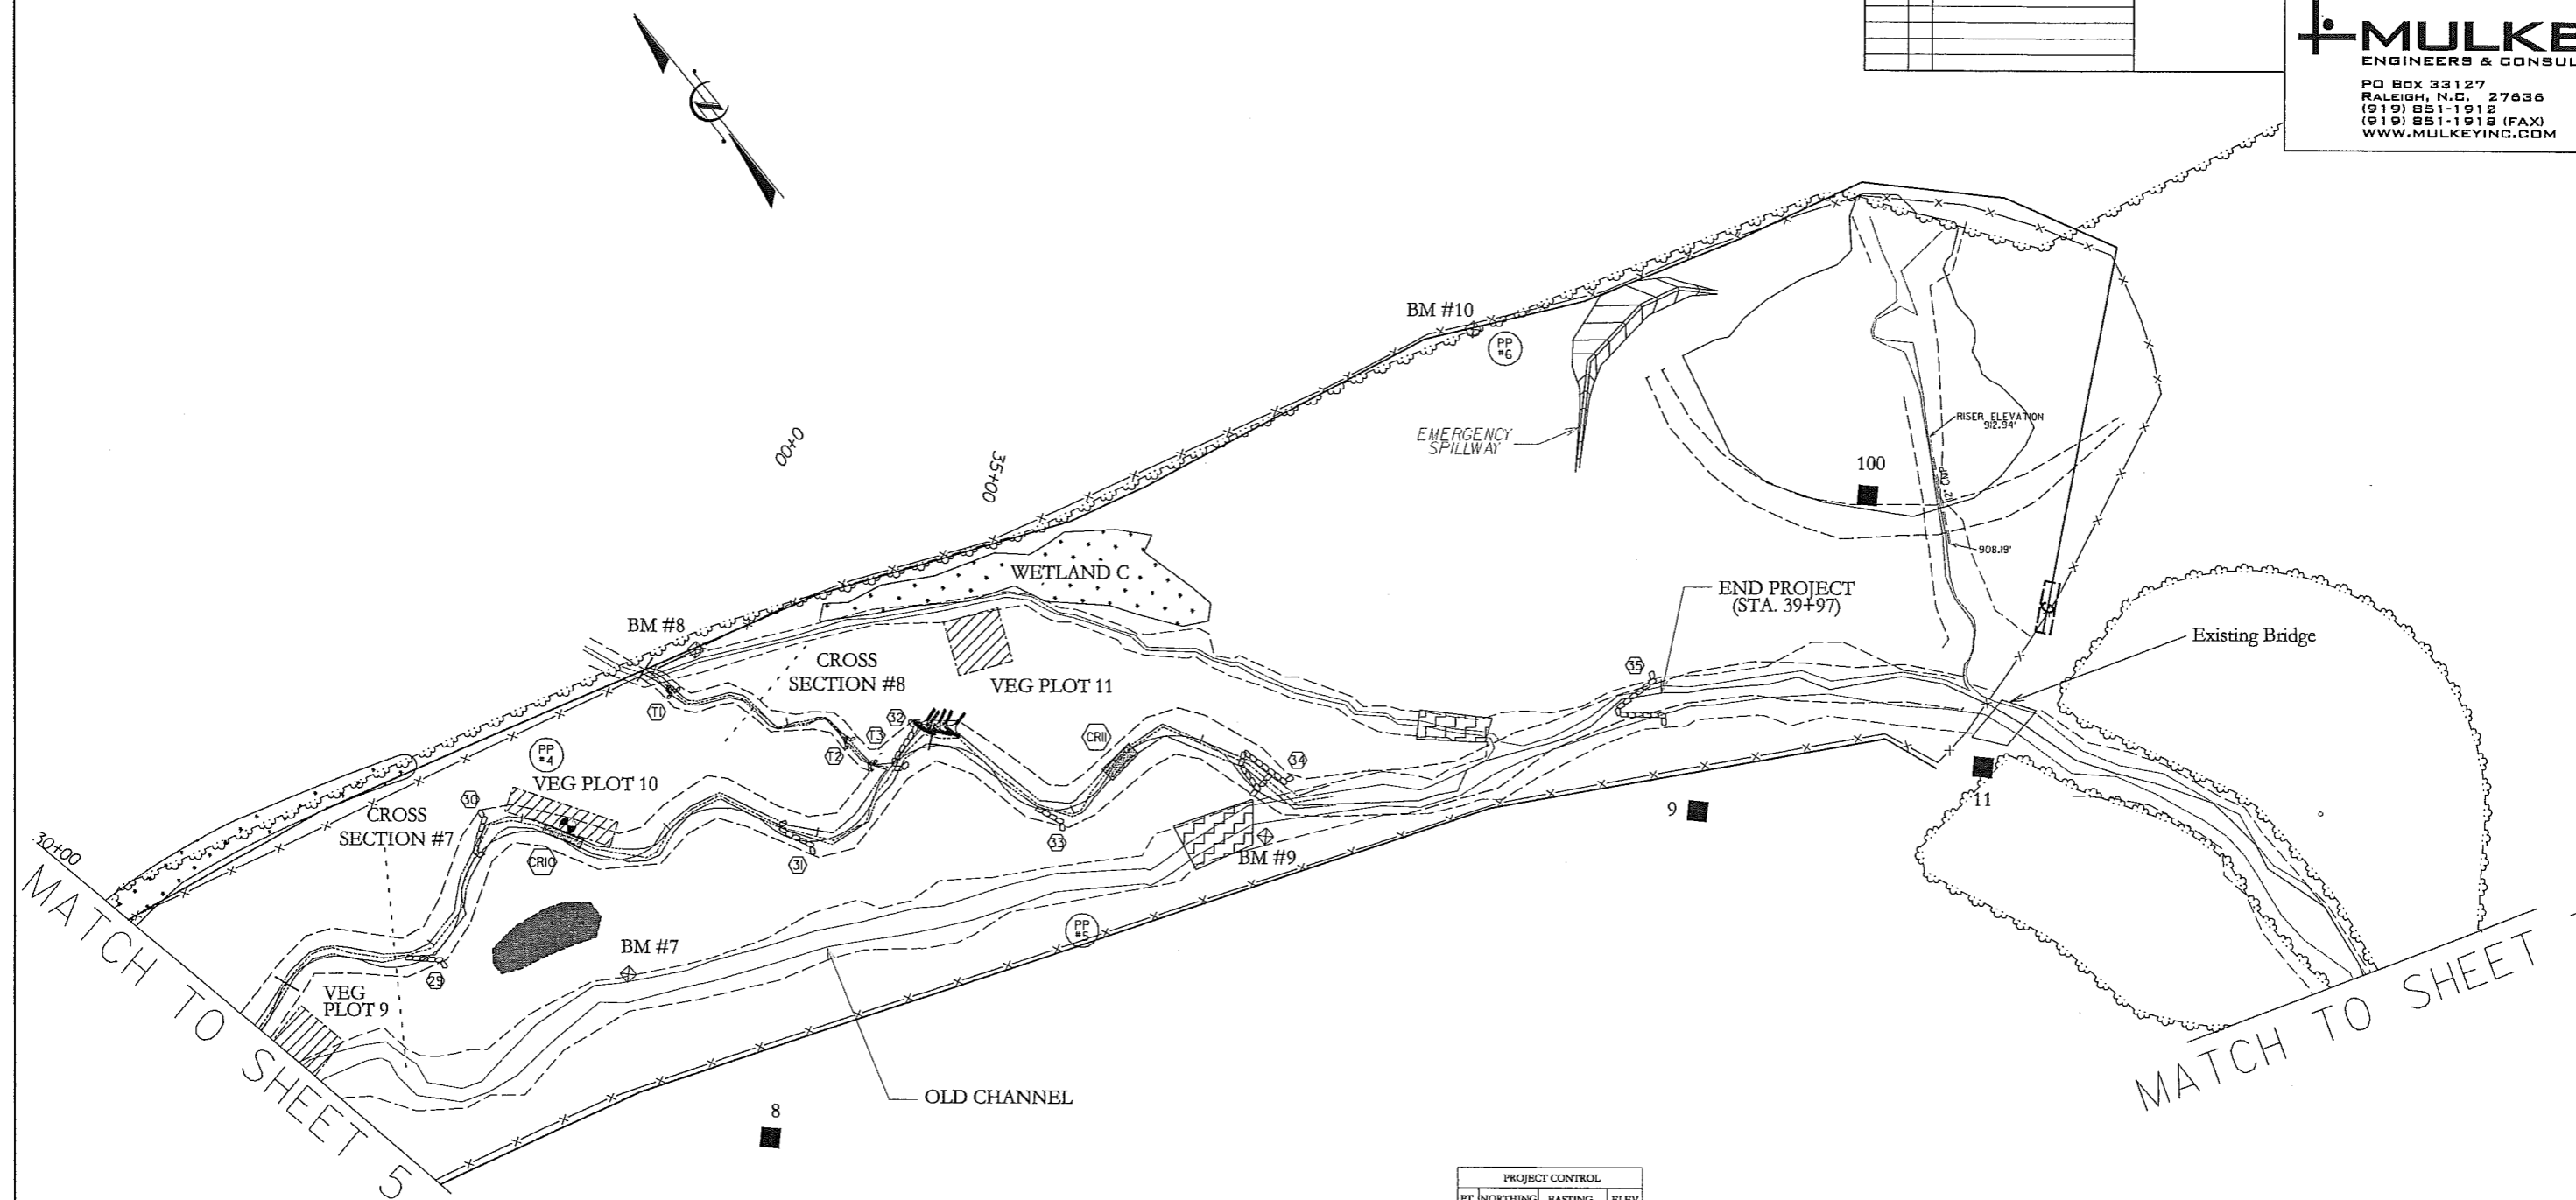 MULKE
ENGINEERS & CONSUL
PO BOX 33127
RALEIGH, N.C. 27636
(919) 851-1912
(919) 851-1918 (FAX)
WWW.MULKEYINC.COM
BM #10
PP
#6
EMERGENCY
SPILLWAY
RISER ELEVATION
912.94'
100
12" CMP
908.19'
0+00
35+00
WETLAND C
END PROJECT
(STA. 39+97)
Existing Bridge
BM #8
CROSS
SECTION #8
VEG PLOT 11
T1
T2
T3
32
CR11
34
35
PP
#4
VEG PLOT 10
30
CROSS
SECTION #7
CR10
31
33
BM #9
9
11
30+00
MATCH TO SHEET 5
PP
#5
BM #7
29
VEG
PLOT 9
OLD CHANNEL
8
MATCH TO SHEET
PROJECT CONTROL
PT NORTHING EASTING ELEV